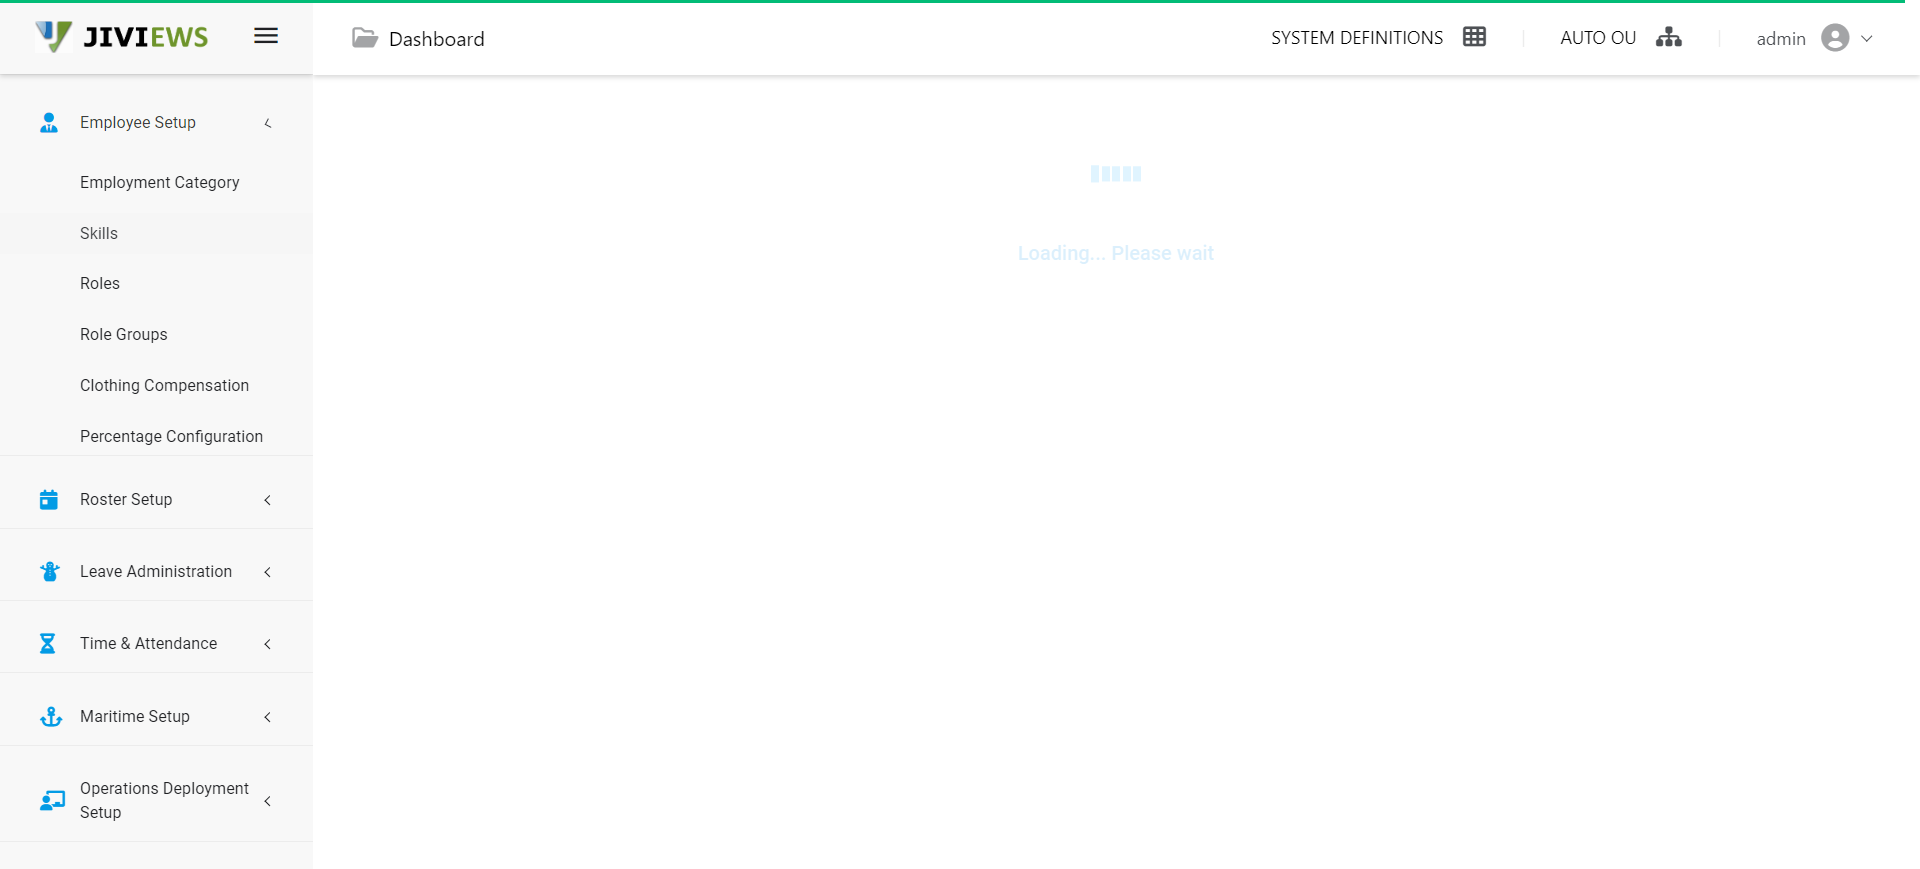 JIVIEWS
Dashboard
SYSTEM DEFINITIONS
AUTO OU
admin
Employee Setup
Employment Category
Skills
Roles
Role Groups
Clothing Compensation
Percentage Configuration
Roster Setup
Leave Administration
Time & Attendance
Maritime Setup
Operations Deployment
Setup
Loading... Please wait